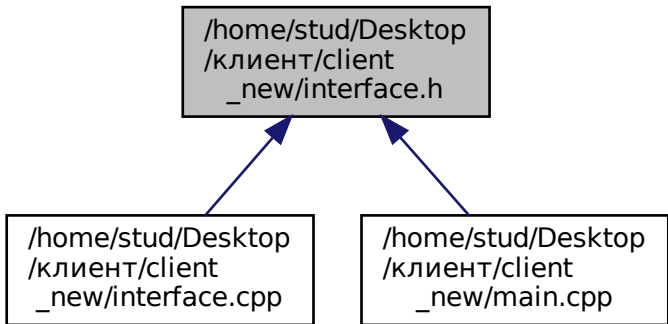 /home/stud/Desktop
/клиент/client
_new/interface.h
/home/stud/Desktop
/клиент/client
_new/interface.cpp
/home/stud/Desktop
/клиент/client
_new/main.cpp